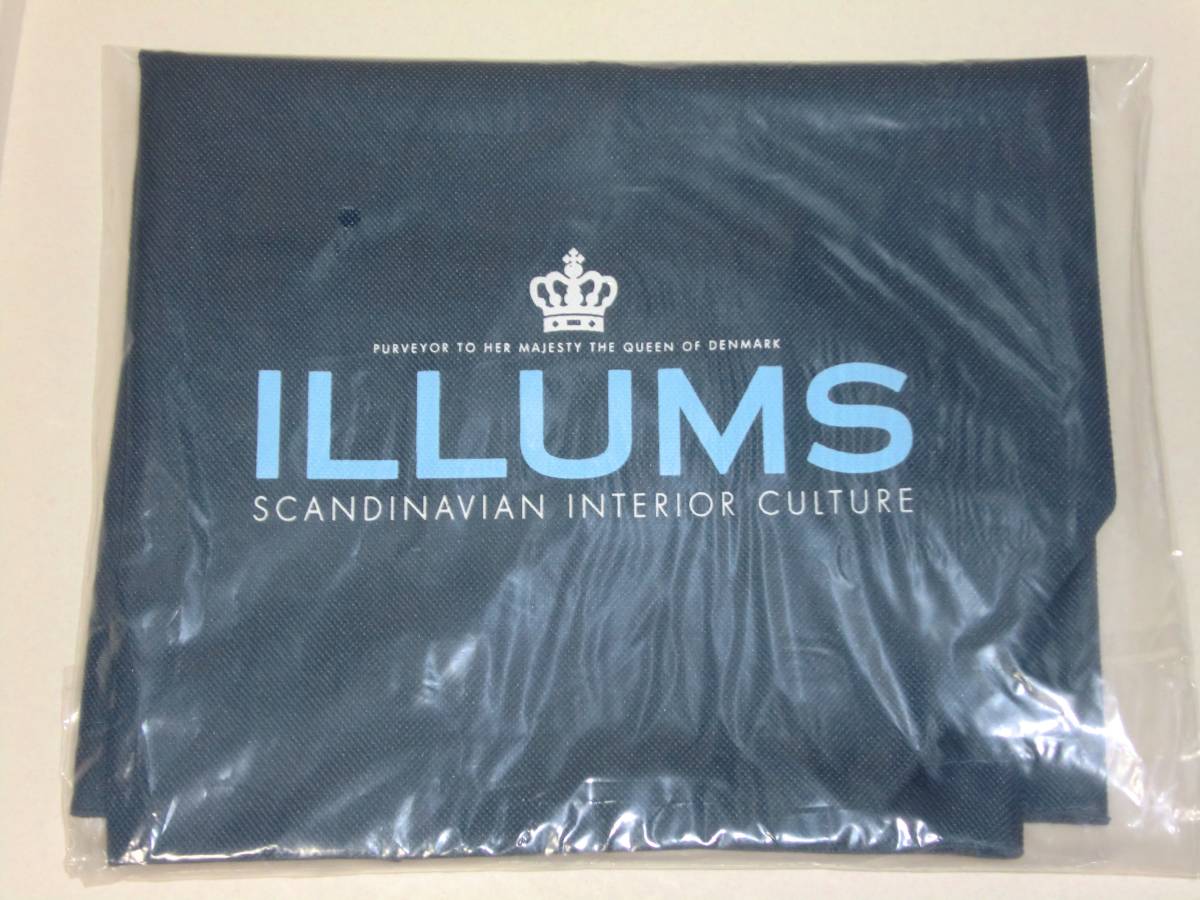 PURVEYOR TO HER MAJESTY THE QUEEN OF DENMARK
ILLUMS
SCANDINAVIAN INTERIOR CULTURE